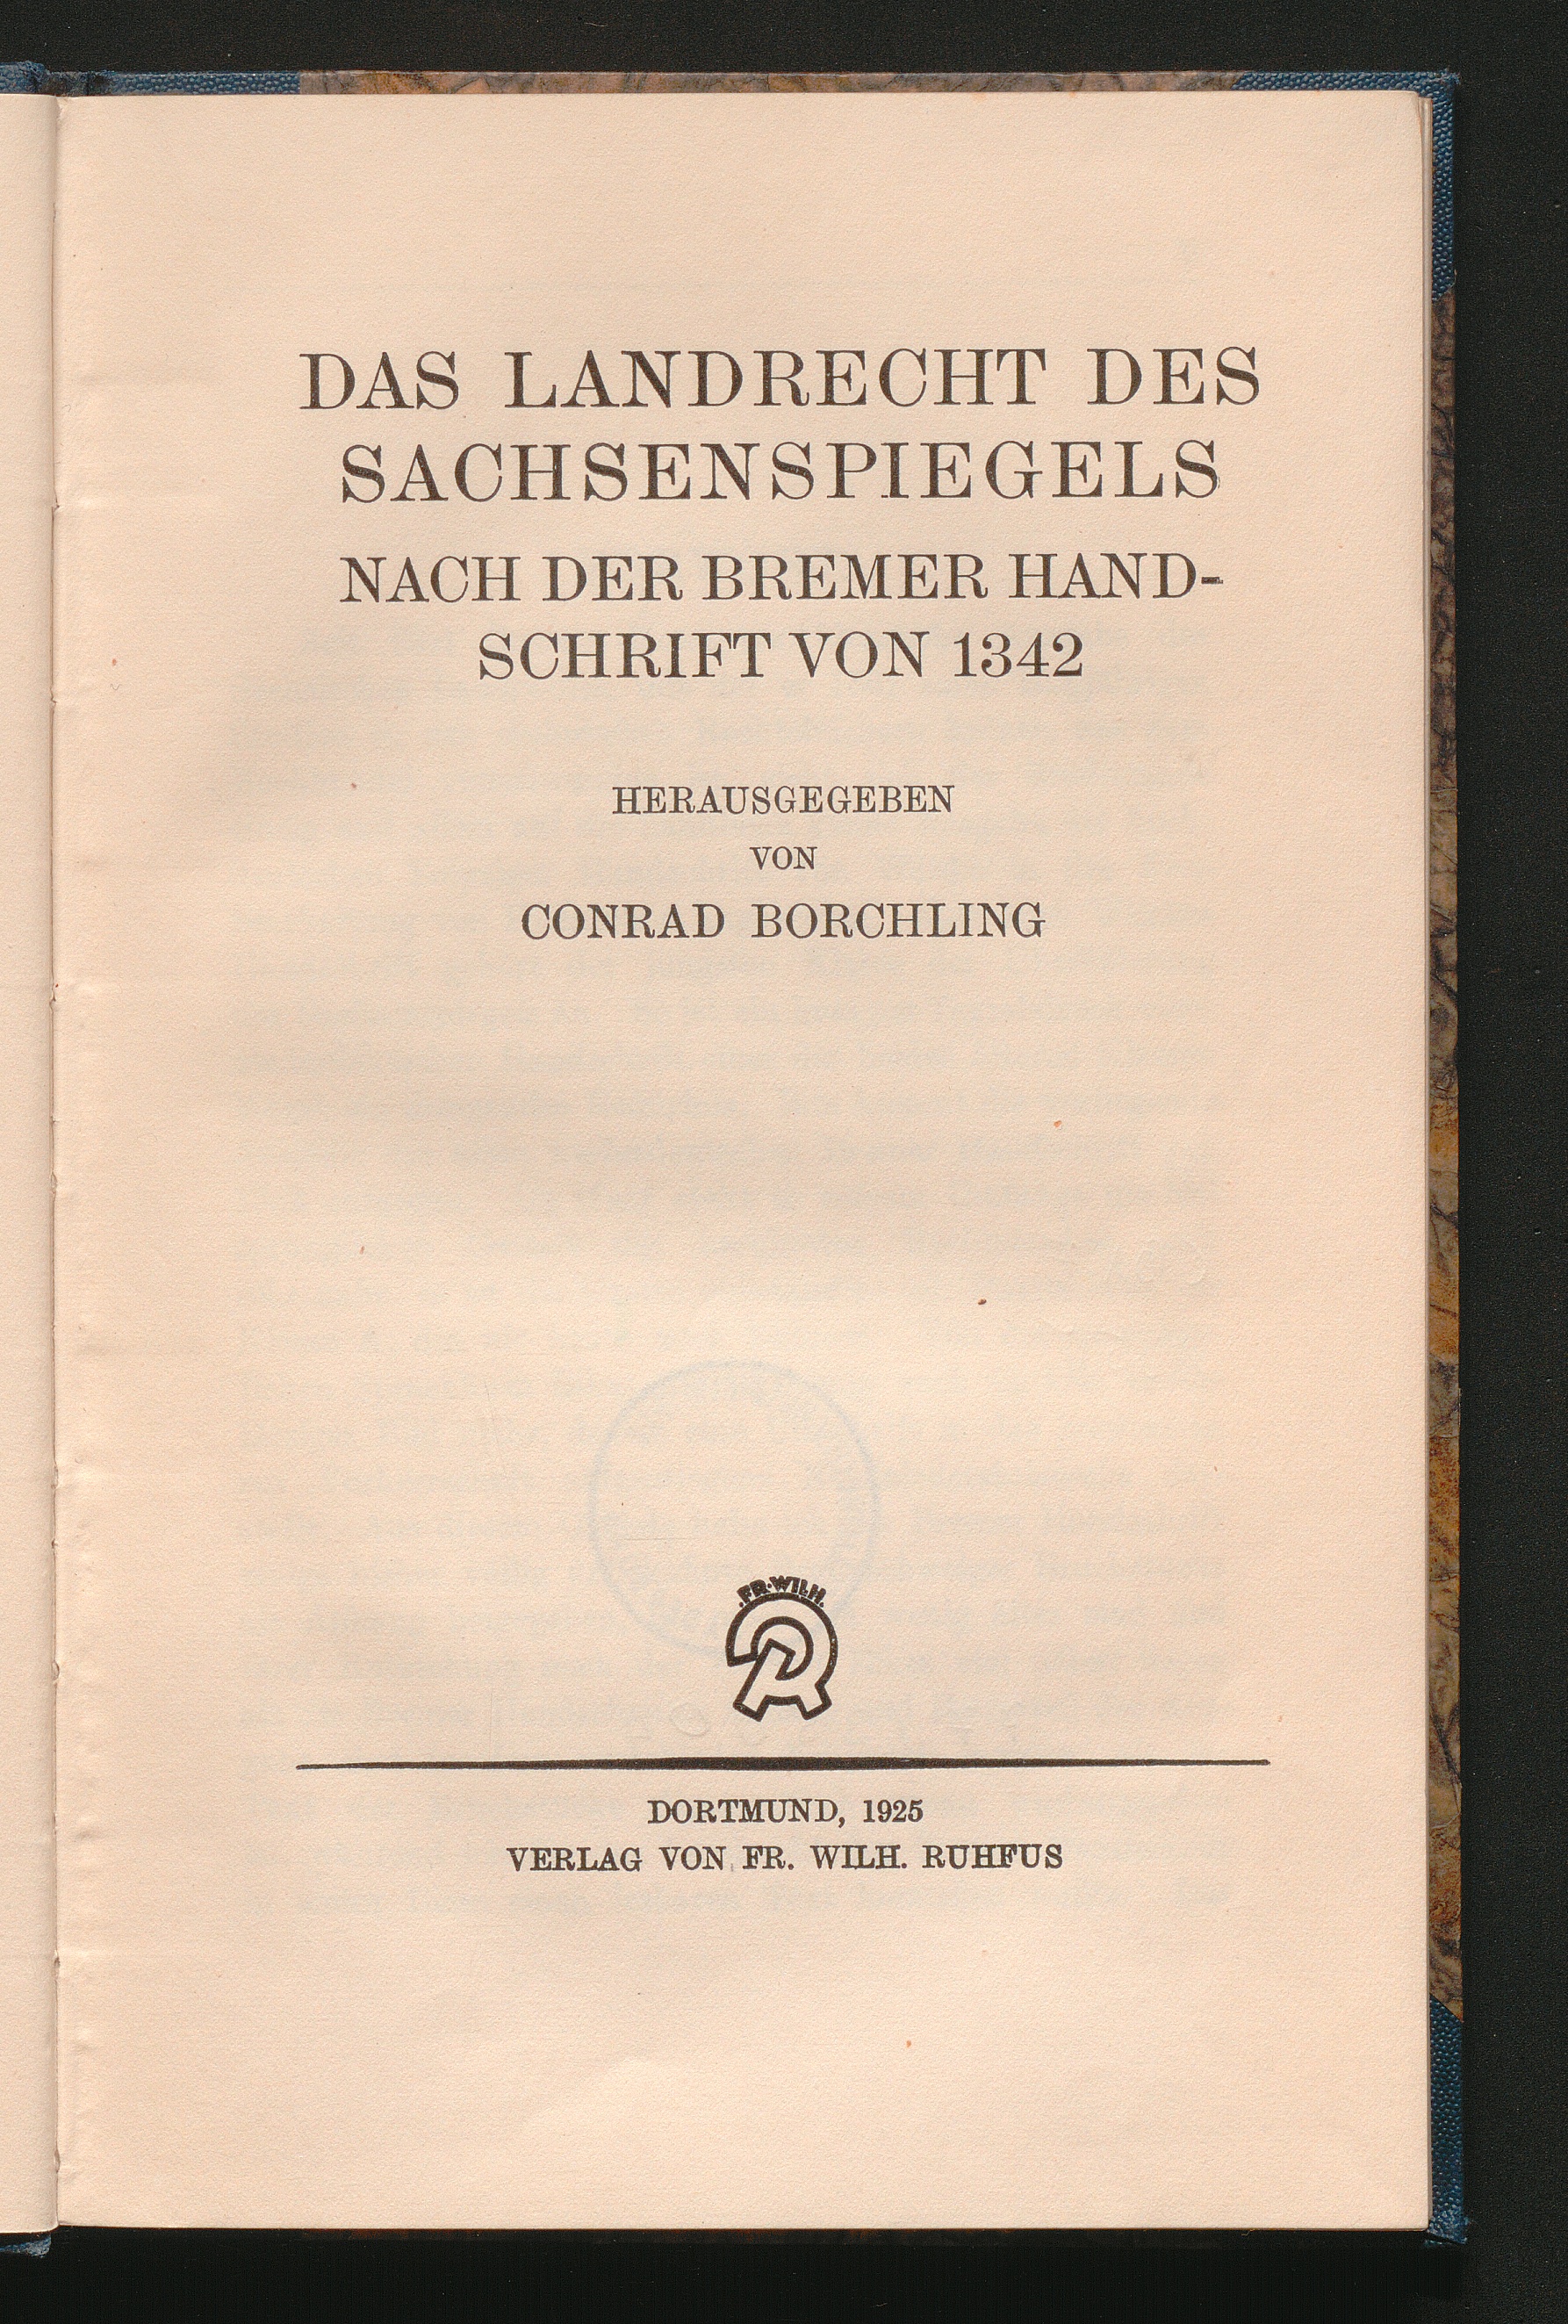 DAS LANDRECHT DES
SACHSENSPIEGELS
NACH DER BREMER HAND-
SCHRIFT VON 1342
HERAUSGEGEBEN
VON
CONRAD BORCHLING
FR·WILH.
DORTMUND, 1925
VERLAG VON FR. WILH. RUHFUS